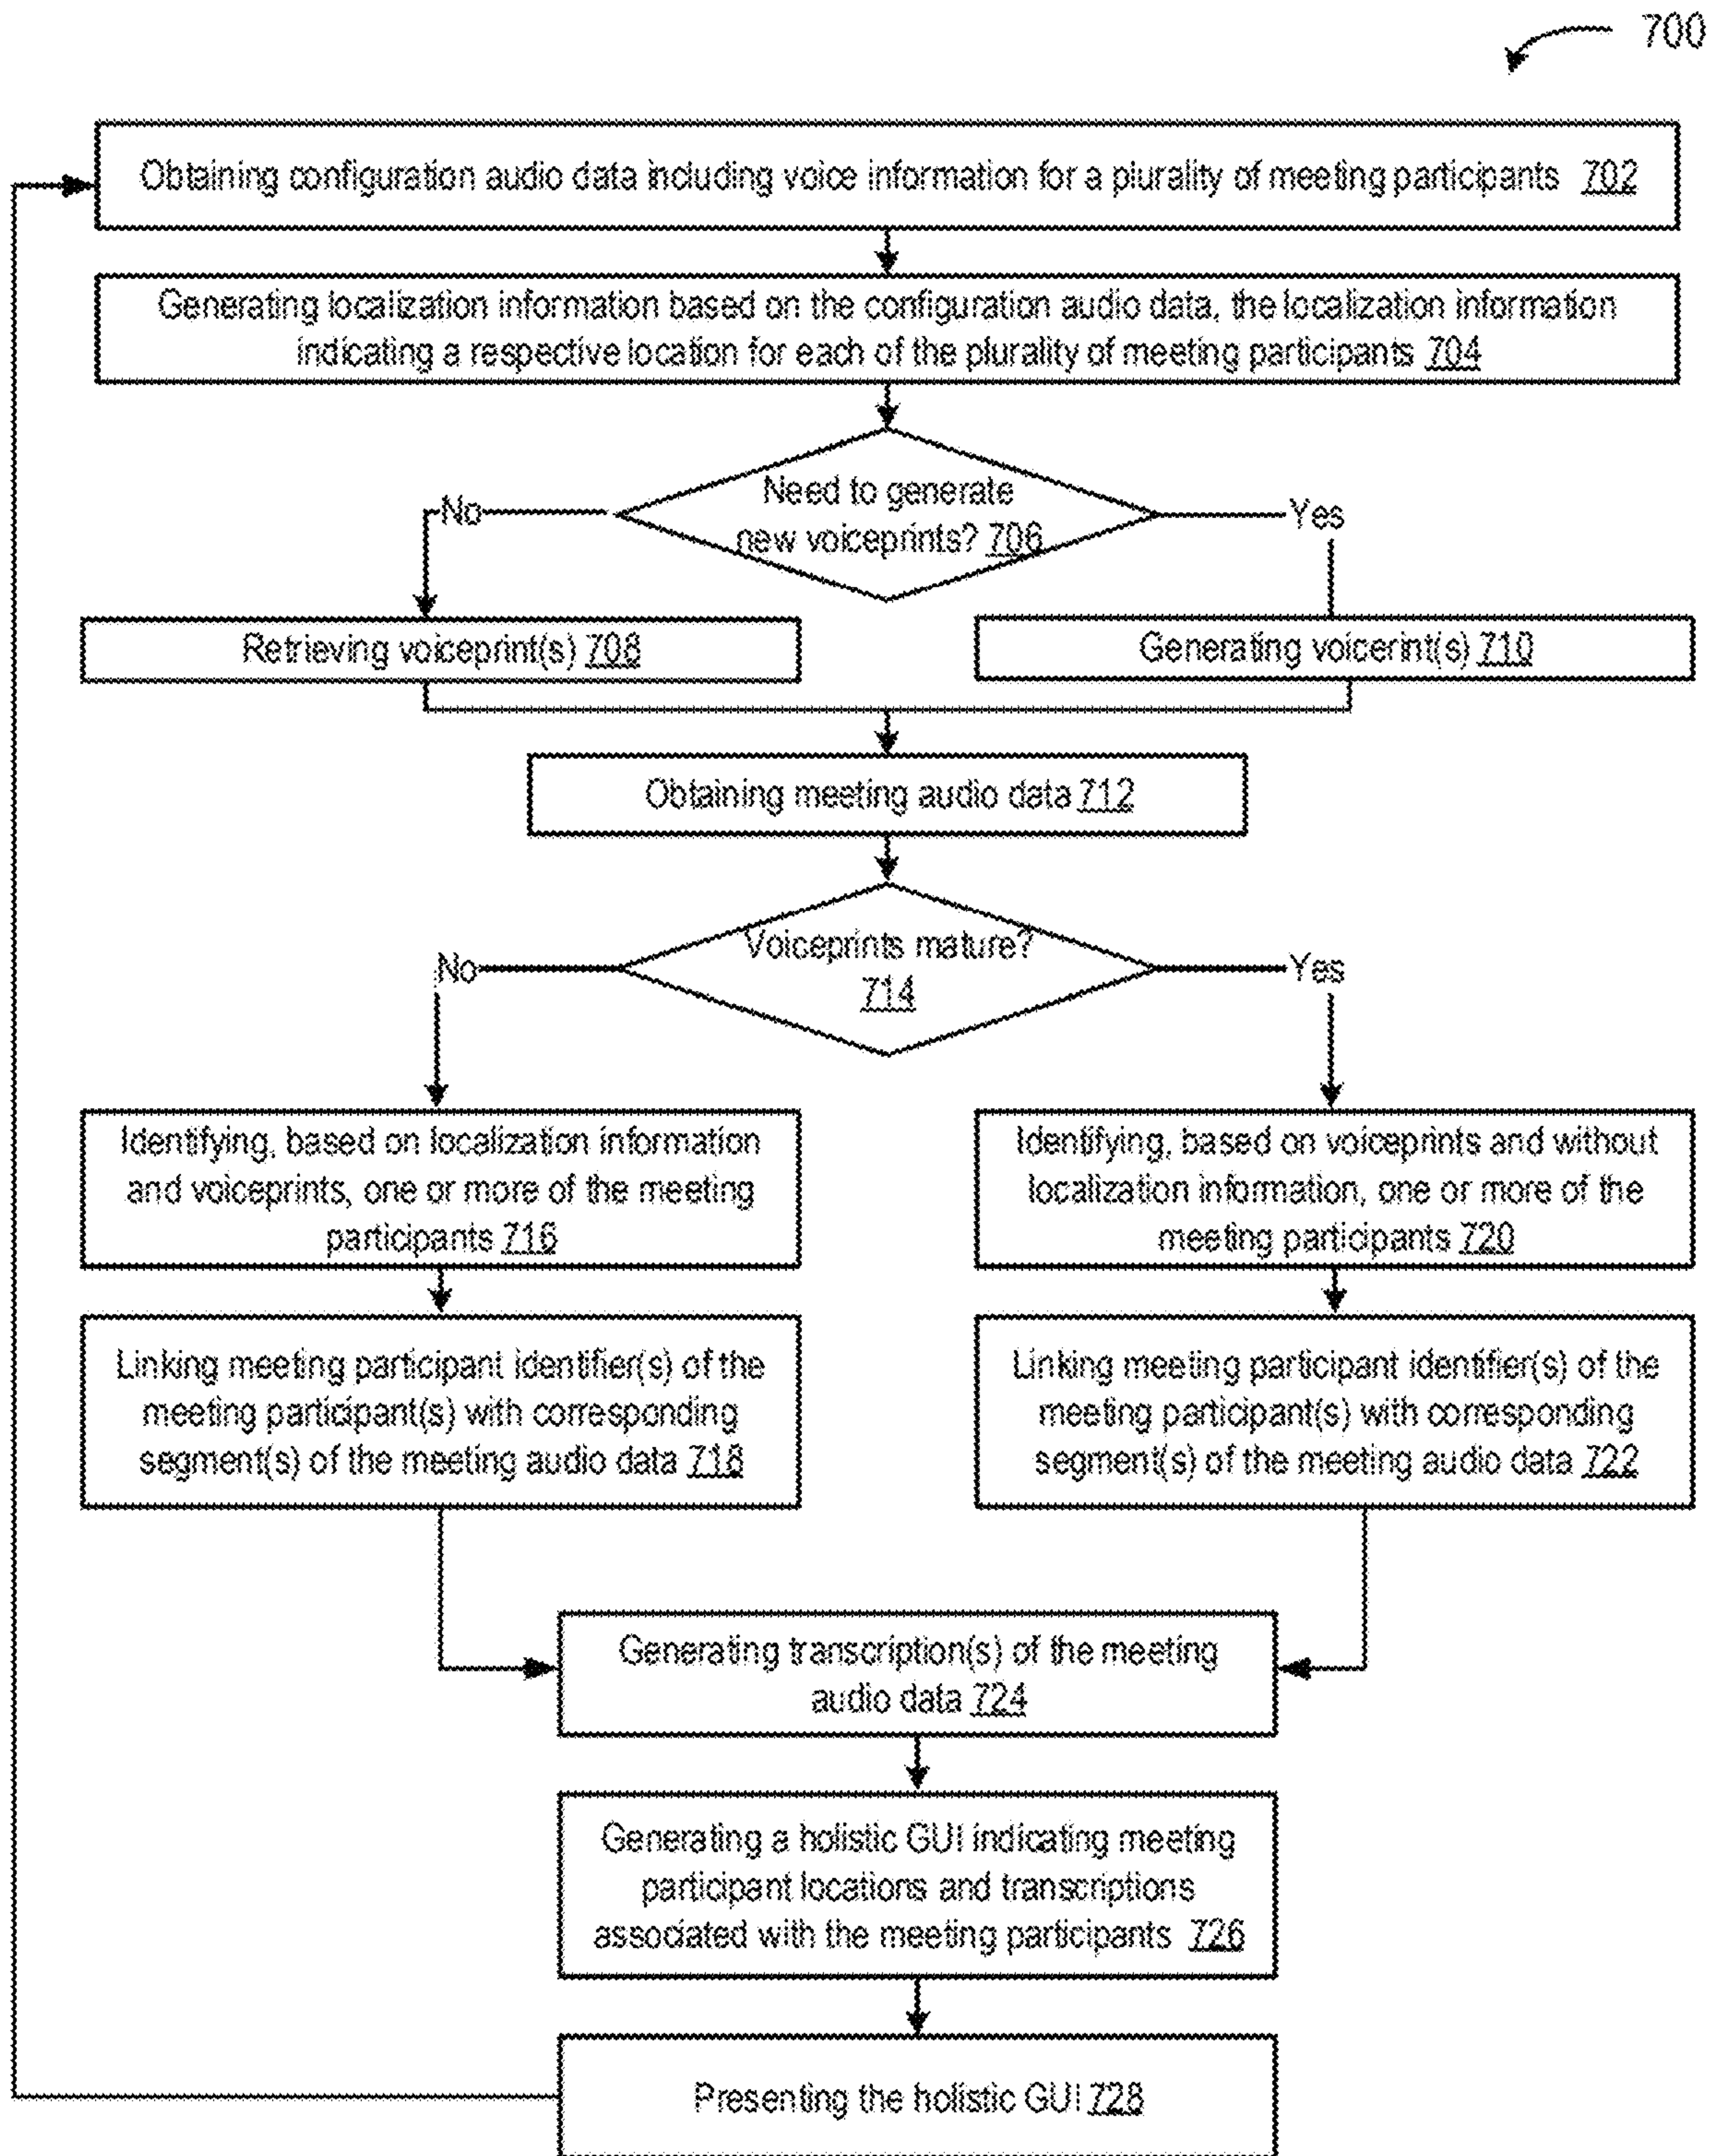 700
Obtaining configuration audio data including voice information for a plurality of meeting participants 702
Generating localization information based on the configuration audio data, the localization information
indicating a respective location for each of the plurality of meeting participants 704
Need to generate
new voiceprints? 706
No
Yes
Retrieving voiceprint(s) 708
Generating voicerint(s) 710
Obtaining meeting audio data 712
Voiceprints mature?
714
No
Yes
Identifying, based on localization information
and voiceprints, one or more of the meeting
participants 716
Identifying, based on voiceprints and without
localization information, one or more of the
meeting participants 720
Linking meeting participant identifier(s) of the
meeting participant(s) with corresponding
segment(s) of the meeting audio data 718
Linking meeting participant identifier(s) of the
meeting participant(s) with corresponding
segment(s) of the meeting audio data 722
Generating transcription(s) of the meeting
audio data 724
Generating a holistic GUI indicating meeting
participant locations and transcriptions
associated with the meeting participants 726
Presenting the holistic GUI 728